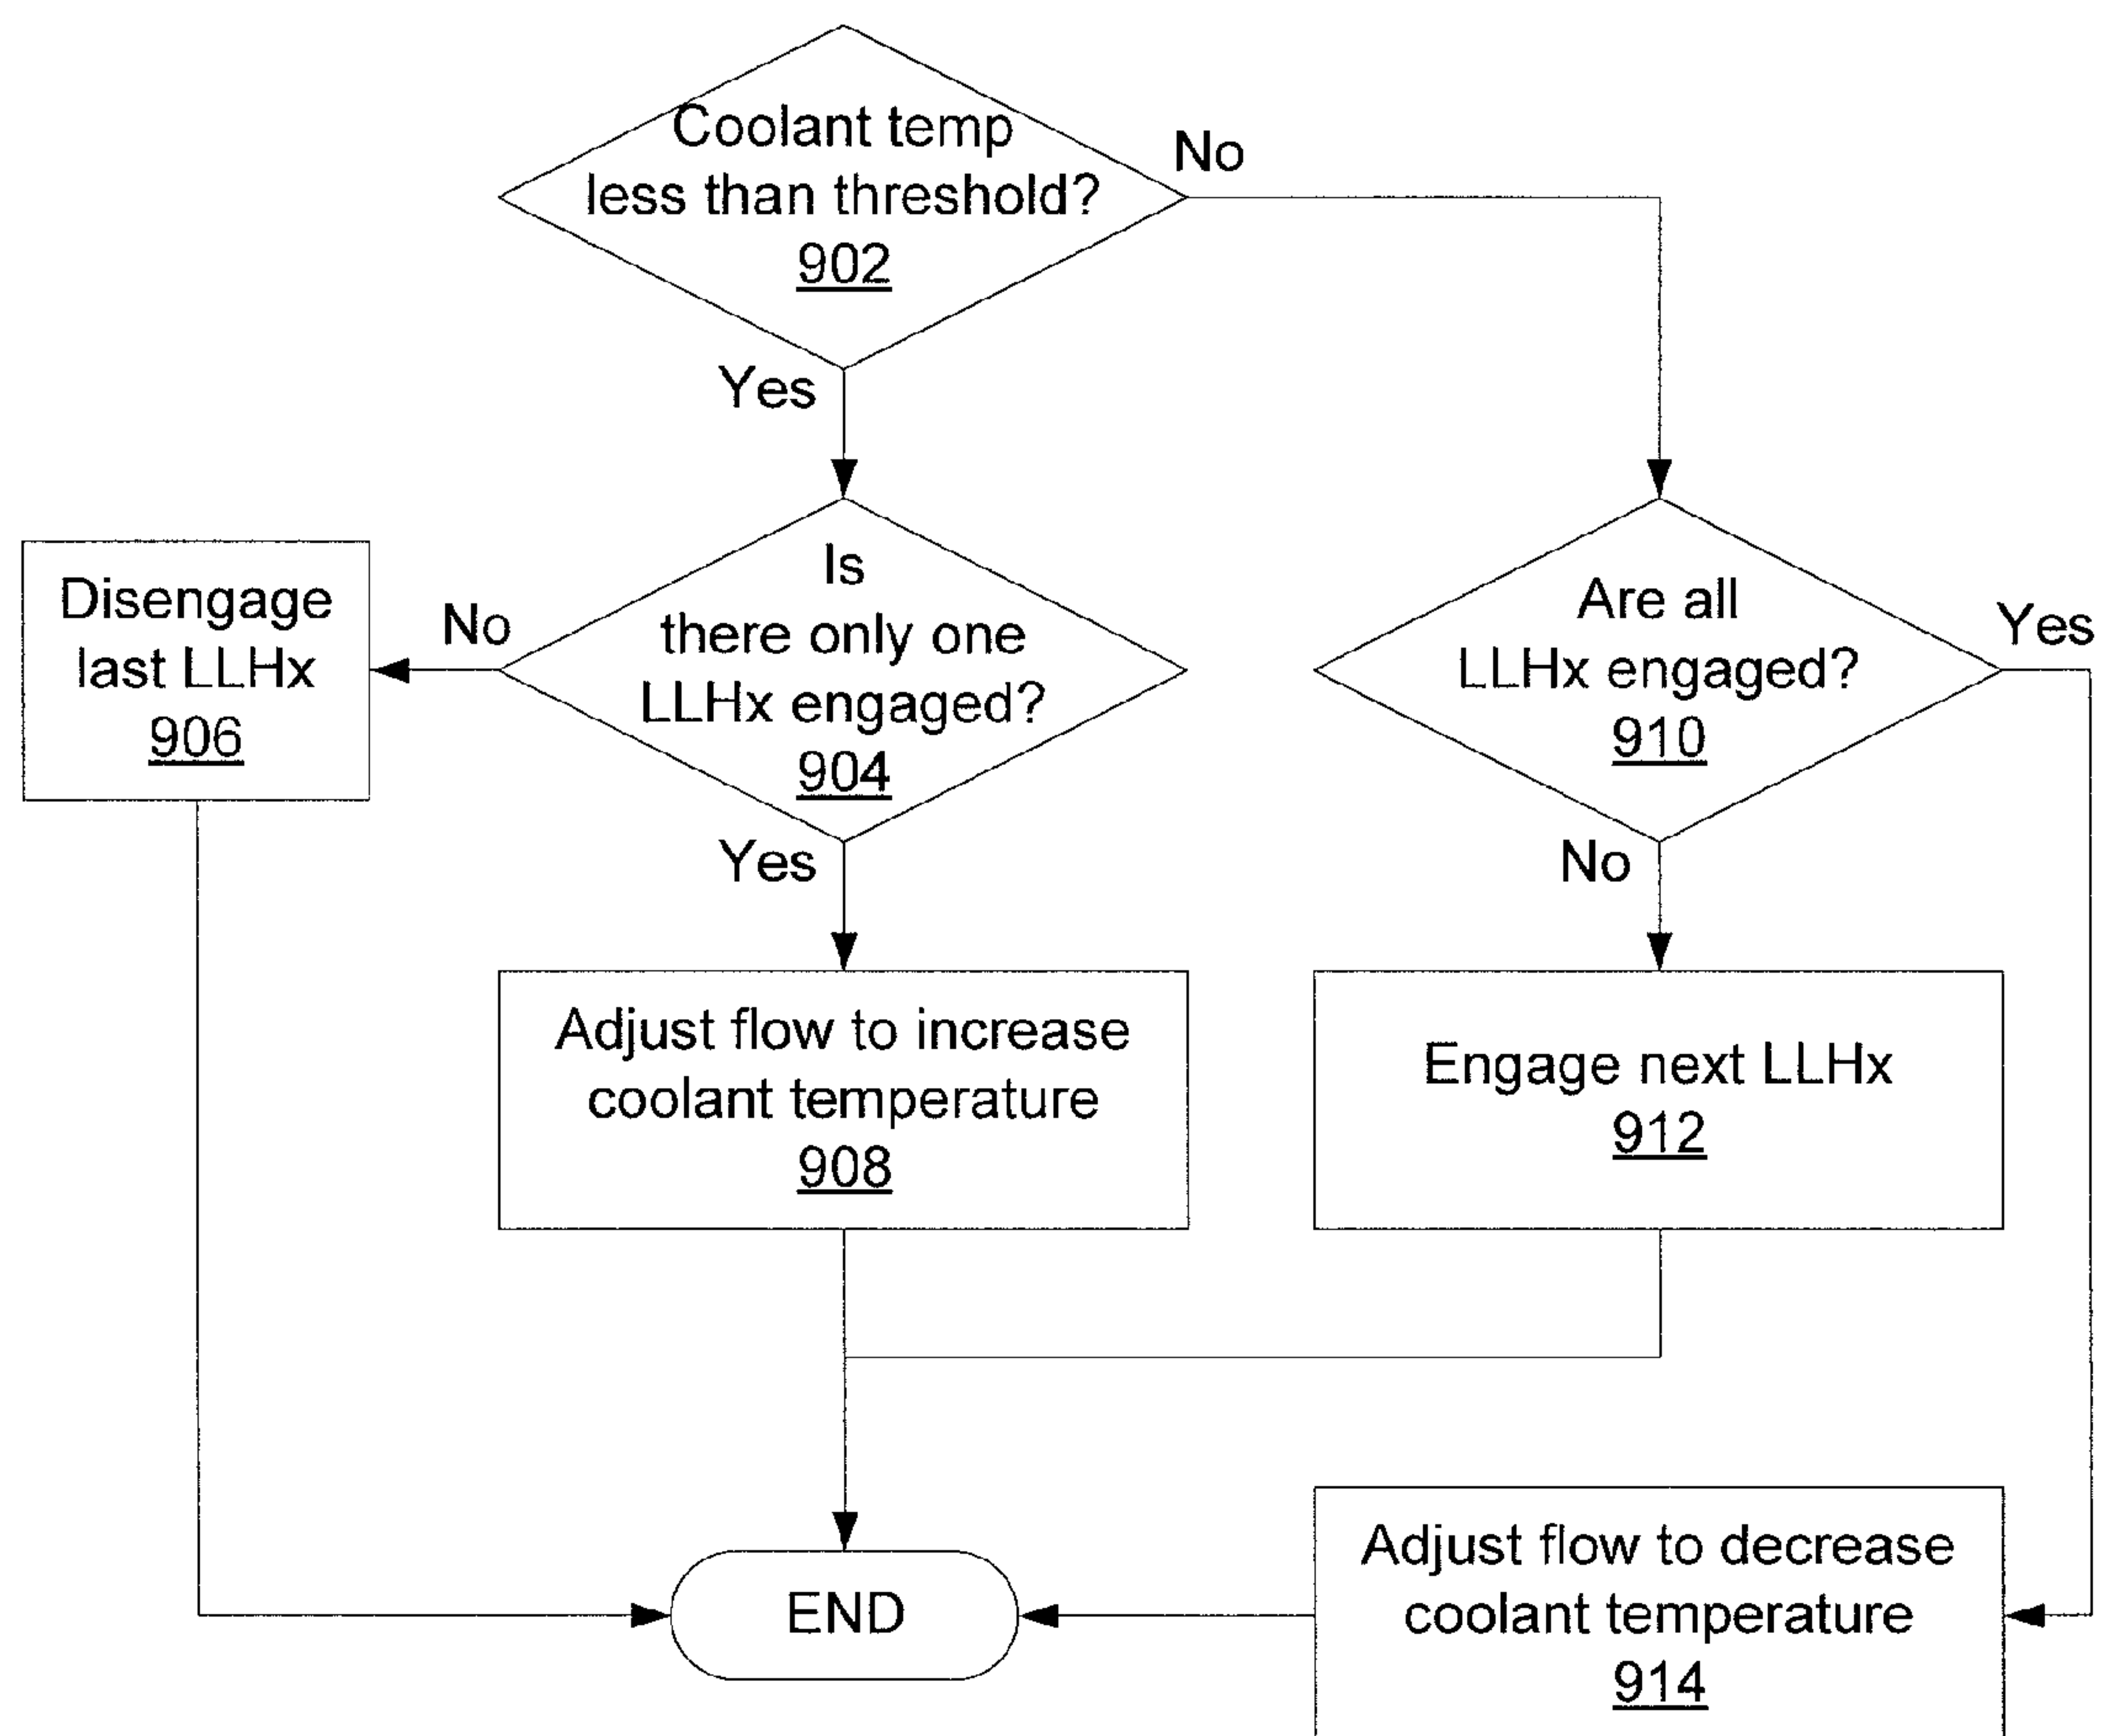 Coolant temp
less than threshold?
902
No
Yes
Disengage
last LLHx
906
No
Is
there only one
LLHx engaged?
904
Yes
Are all
LLHx engaged?
910
Yes
No
Adjust flow to increase
coolant temperature
908
Engage next LLHx
912
END
Adjust flow to decrease
coolant temperature
914